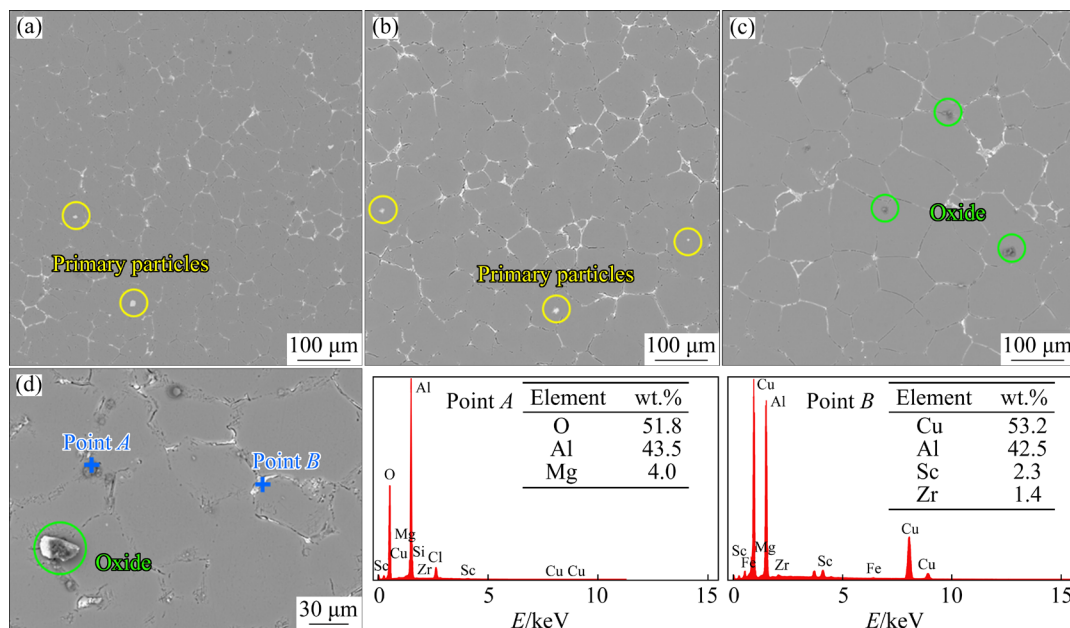 (a)
Primary particles
100 μm
(b)
Primary particles
100 μm
(c)
Oxide
100 μm
(d)
Point A
Point B
Oxide
30 μm
Al
Point A
Element wt.%
O 51.8
Al 43.5
Mg 4.0
O
Mg
Cu
Si
Sc
Zr
Cl
Sc
Cu Cu
0 5 10 15
E/keV
Cu
Al
Point B
Element wt.%
Cu 53.2
Al 42.5
Sc 2.3
Zr 1.4
Cu
Sc
Fe
Mg
Zr
Sc
Fe
Cu
0 5 10 15
E/keV